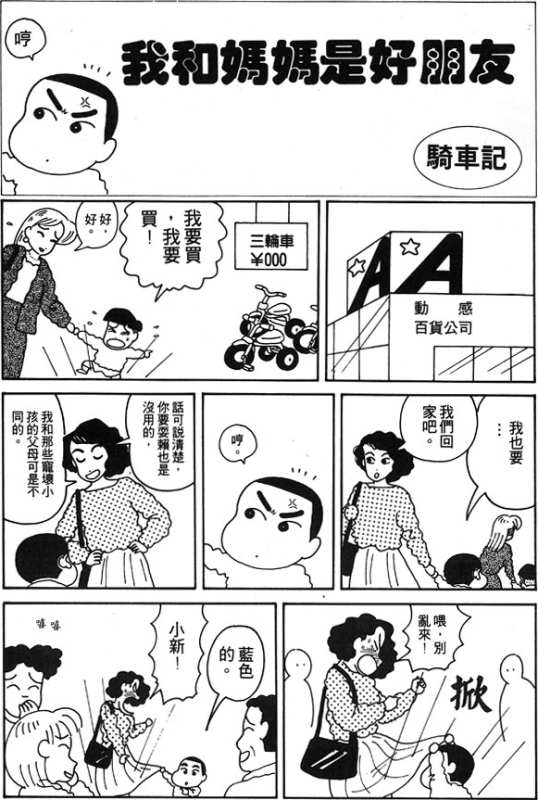 哼
我和媽媽是好朋友
騎車記
動 感
百貨公司
三輪車
¥000
我要買
，我要
買！
好，
好。
我也要
…
我們回
家吧。
哼。
話可說清楚，
你要耍賴也是
沒用的，
我和那些寵壞小
孩的父母可是不
同的。
喂，別
亂來！
掀
藍色
的。
小新！